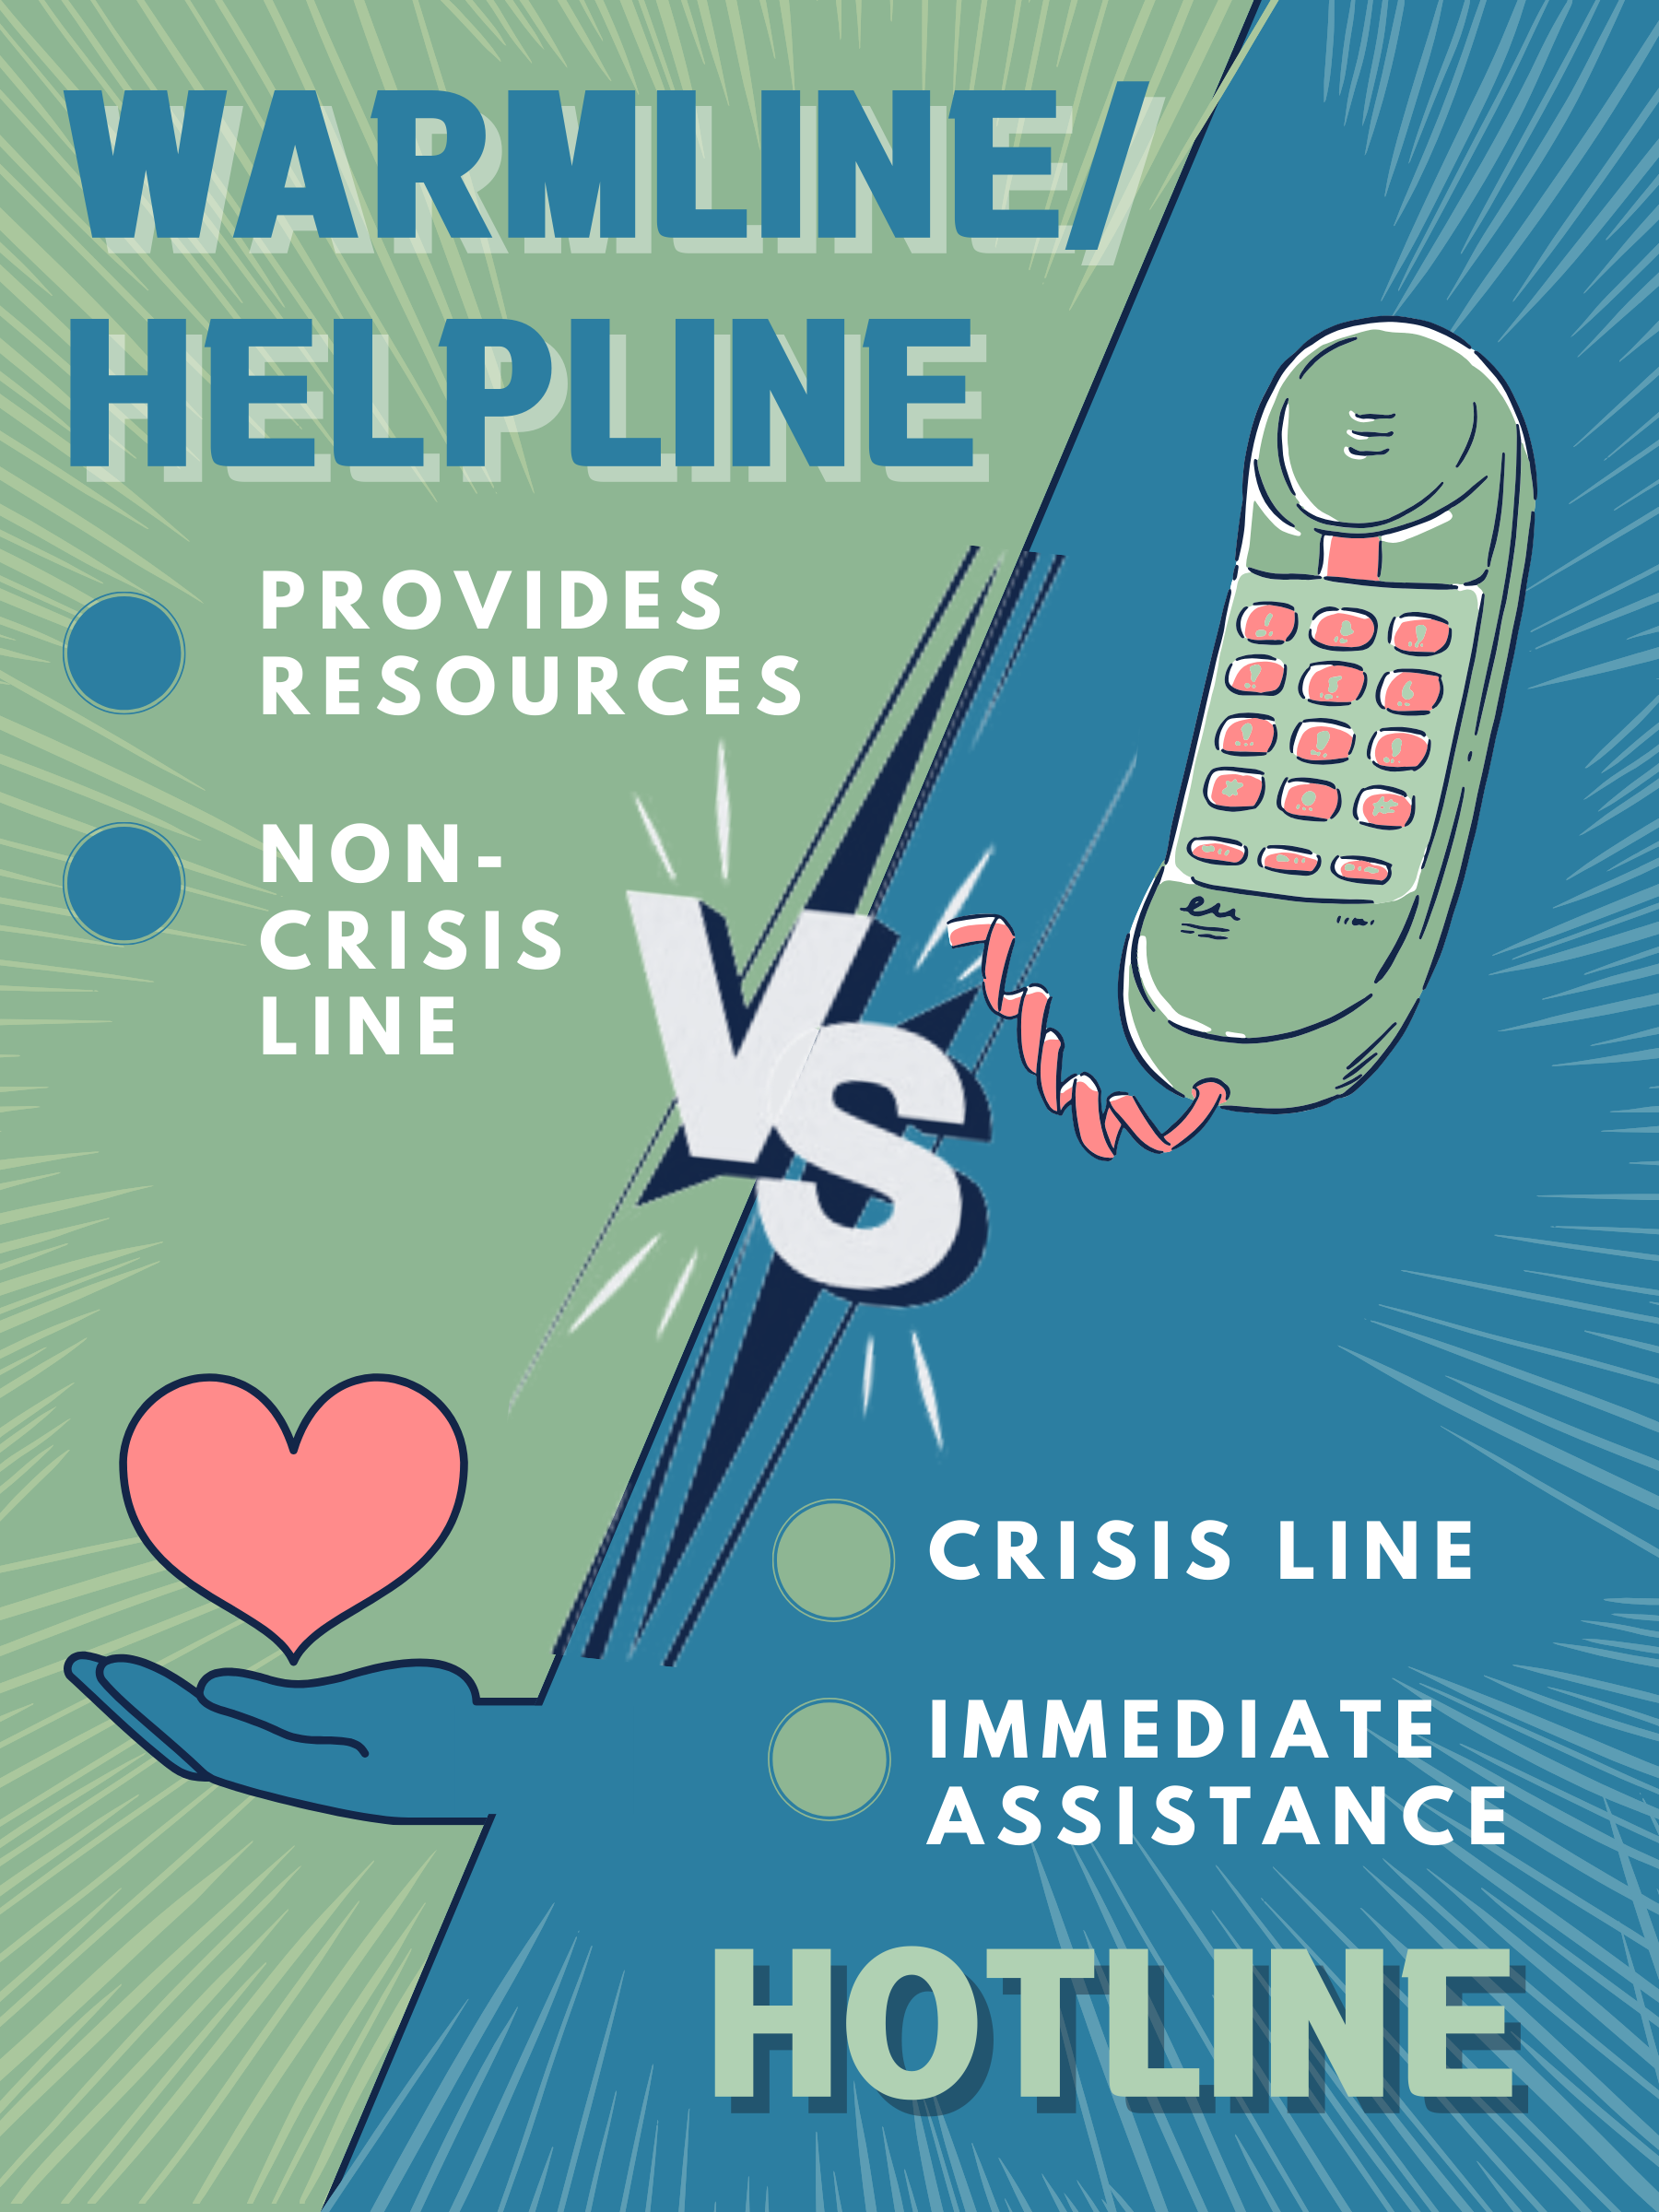 WARMLINE/
HELPLINE
PROVIDES
RESOURCES
NON-
CRISIS
LINE
VS
CRISIS LINE
IMMEDIATE
ASSISTANCE
HOTLINE